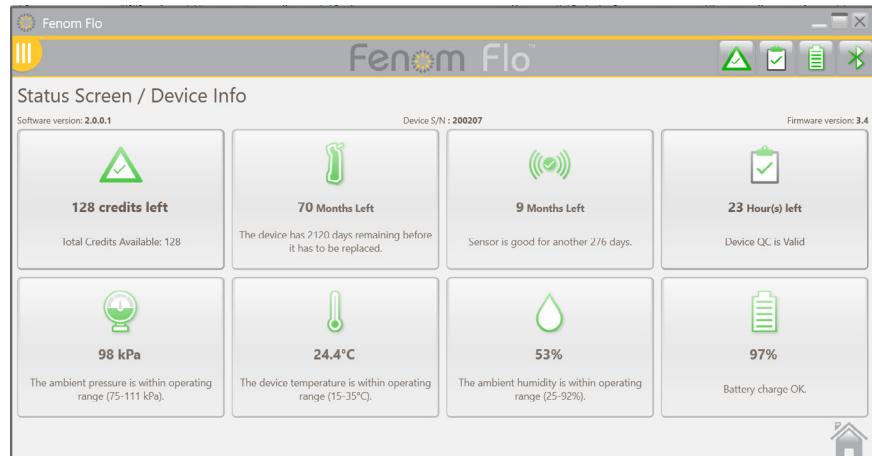 Fenom Flo
Fenom Flo™
Status Screen / Device Info
Software version: 2.0.0.1 Device S/N : 200207 Firmware version: 3.4
128 credits left
Total Credits Available: 128
70 Months Left
The device has 2120 days remaining before
it has to be replaced.
9 Months Left
Sensor is good for another 276 days.
23 Hour(s) left
Device QC is Valid
98 kPa
The ambient pressure is within operating
range (75-111 kPa).
24.4°C
The device temperature is within operating
range (15-35°C).
53%
The ambient humidity is within operating
range (25-92%).
97%
Battery charge OK.